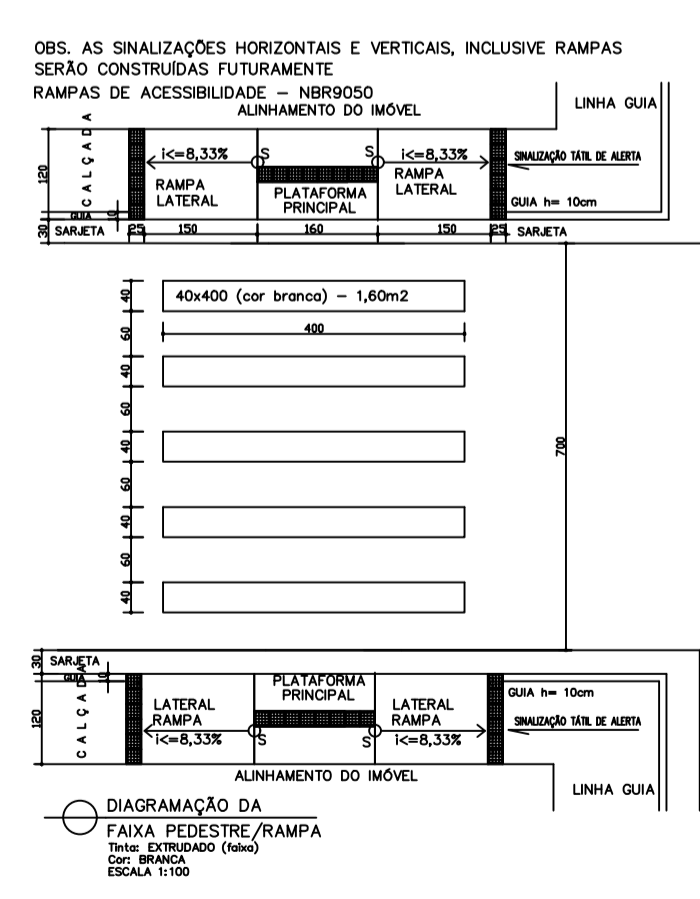 OBS. AS SINALIZAÇÕES HORIZONTAIS E VERTICAIS, INCLUSIVE RAMPAS
SERÃO CONSTRUÍDAS FUTURAMENTE
RAMPAS DE ACESSIBILIDADE – NBR9050
ALINHAMENTO DO IMÓVEL
LINHA GUIA
CALÇADA
120
i<=8,33%
S
S
i<=8,33%
SINALIZAÇÃO TÁTIL DE ALERTA
RAMPA
LATERAL
PLATAFORMA
PRINCIPAL
RAMPA
LATERAL
GUIA h= 10cm
GUIA
10
30
SARJETA
25
150
160
150
25
SARJETA
40
40x400 (cor branca) – 1,60m2
60
400
40
60
40
60
40
60
40
700
30
SARJETA
GUIA
10
PLATAFORMA
PRINCIPAL
GUIA h= 10cm
120
CALÇADA
LATERAL
RAMPA
LATERAL
RAMPA
SINALIZAÇÃO TÁTIL DE ALERTA
i<=8,33%
S
S
i<=8,33%
ALINHAMENTO DO IMÓVEL
LINHA GUIA
DIAGRAMAÇÃO DA
FAIXA PEDESTRE/RAMPA
Tinta: EXTRUDADO (faixa)
Cor: BRANCA
ESCALA 1:100